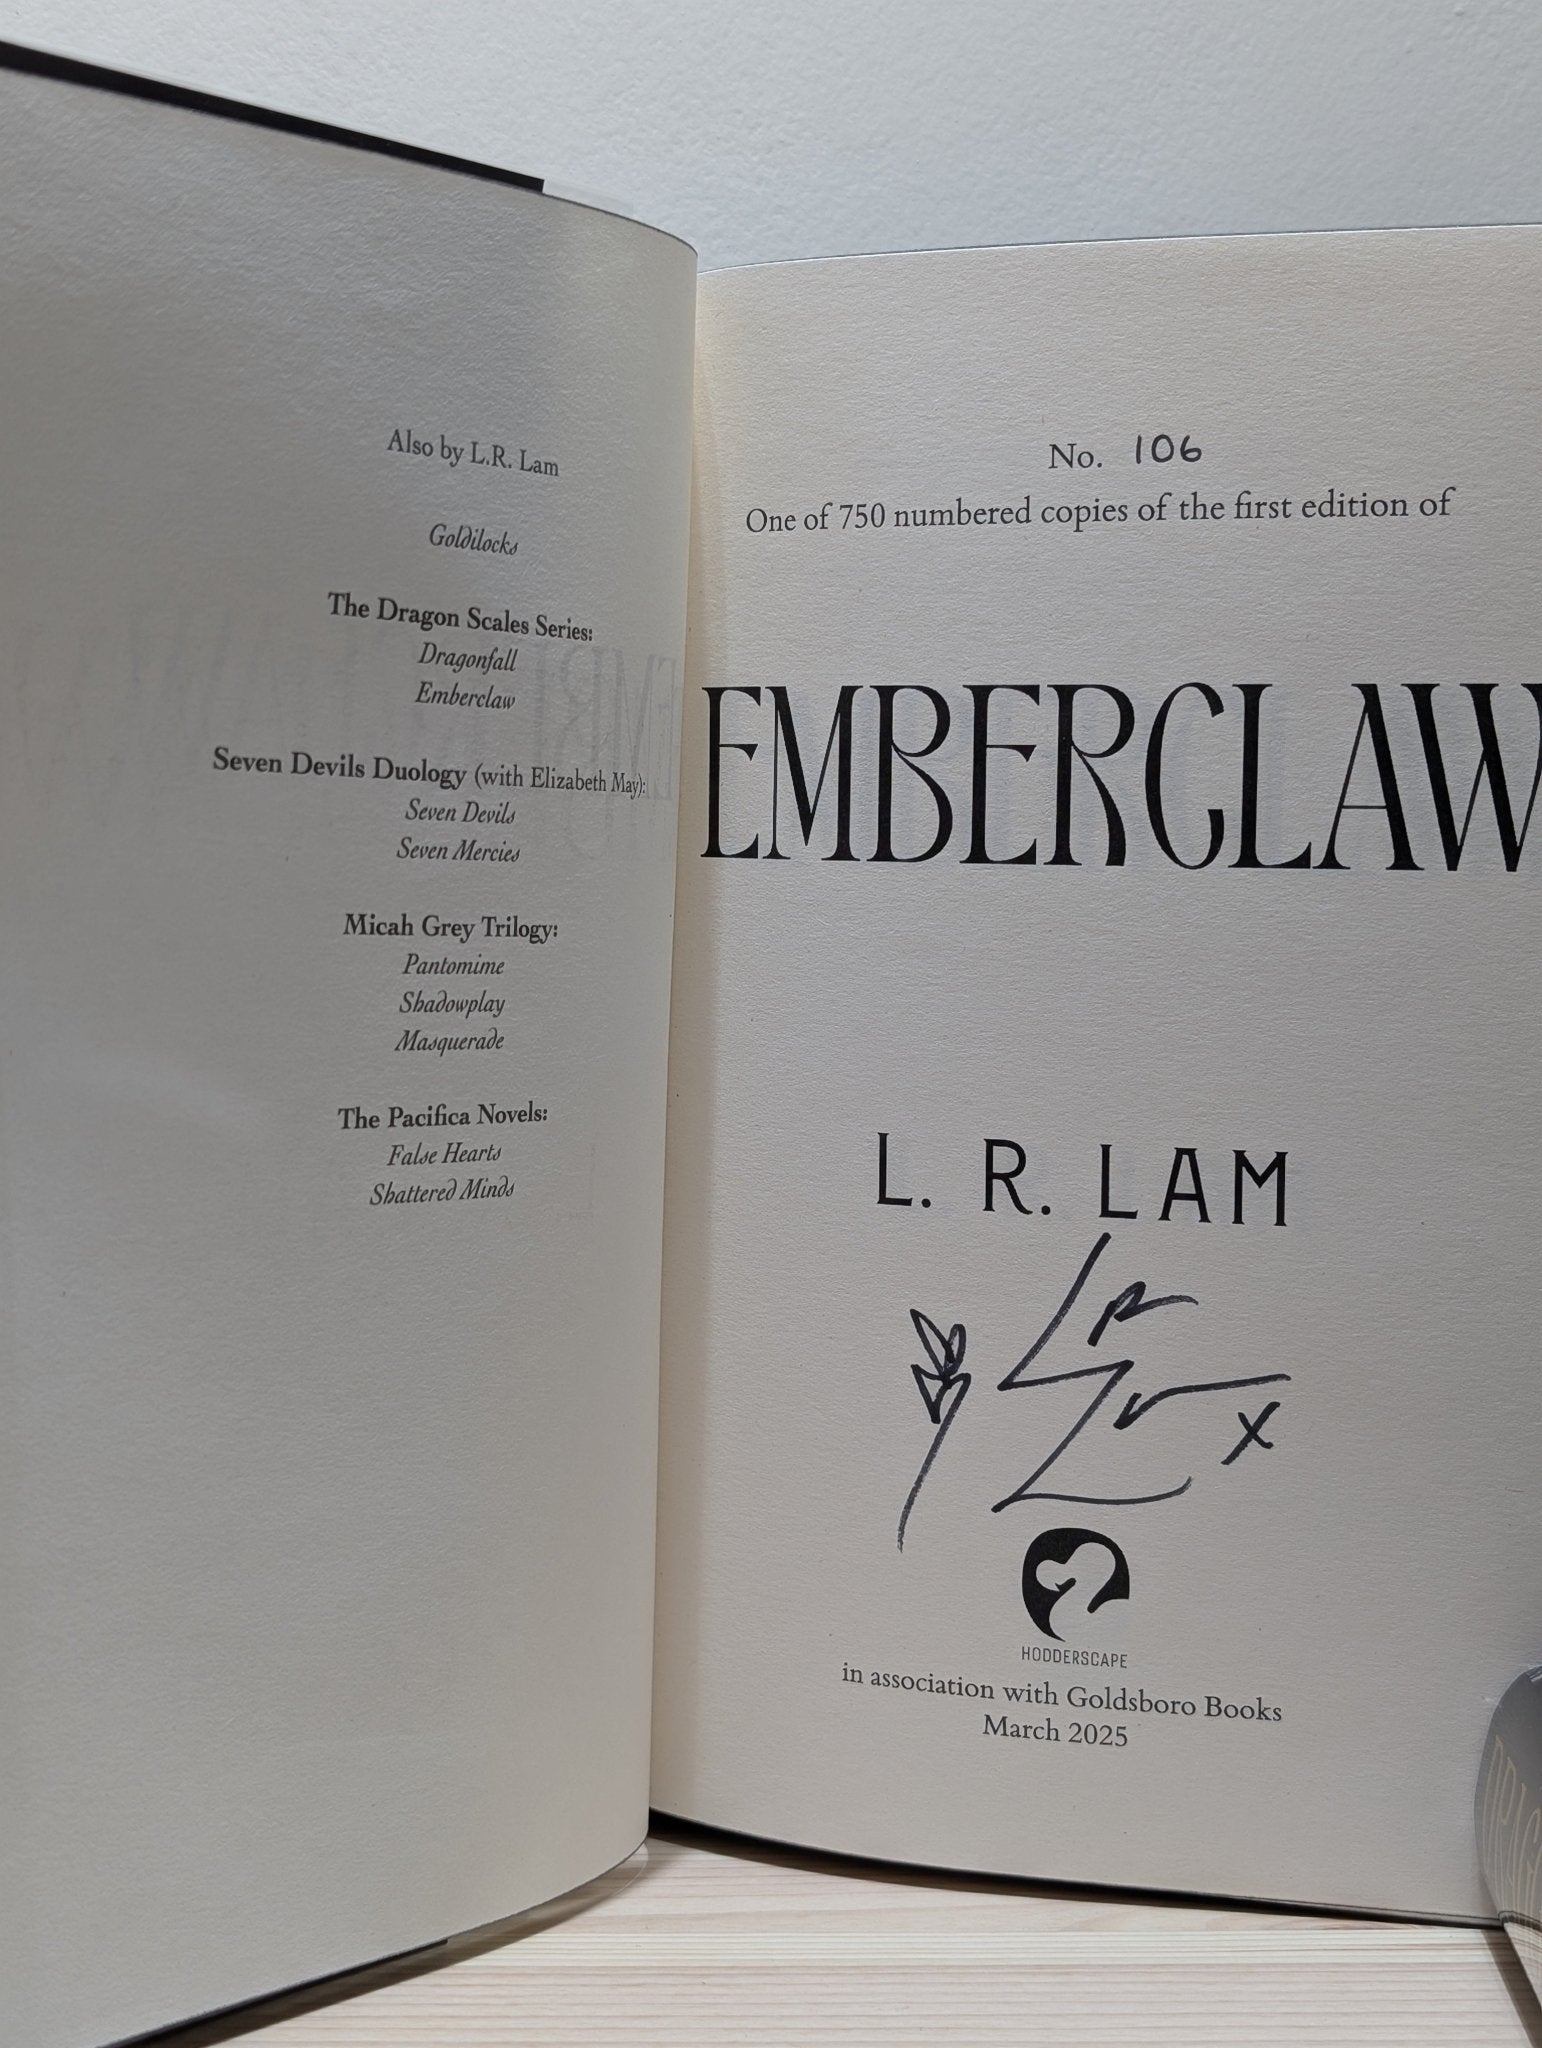 Also by L.R. Lam
Goldilocks
The Dragon Scales Series:
Dragonfall
Emberclaw
Seven Devils Duology (with Elizabeth May):
Seven Devils
Seven Mercies
Micah Grey Trilogy:
Pantomime
Shadowplay
Masquerade
The Pacifica Novels:
False Hearts
Shattered Minds
No. 106
One of 750 numbered copies of the first edition of
EMBERCLAW
L. R. LAM
HODDERSCAPE
in association with Goldsboro Books
March 2025